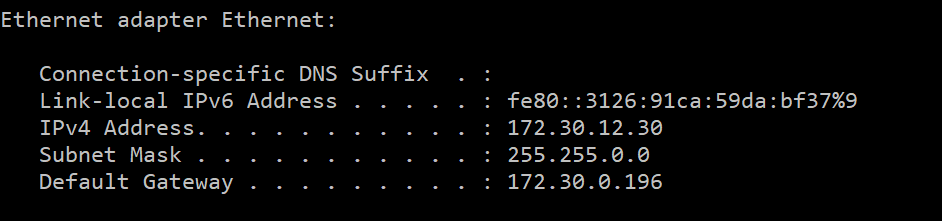 Ethernet adapter Ethernet:
Connection-specific DNS Suffix  . :
Link-local IPv6 Address . . . . . : fe80::3126:91ca:59da:bf37%9
IPv4 Address. . . . . . . . . . . : 172.30.12.30
Subnet Mask . . . . . . . . . . . : 255.255.0.0
Default Gateway . . . . . . . . . : 172.30.0.196